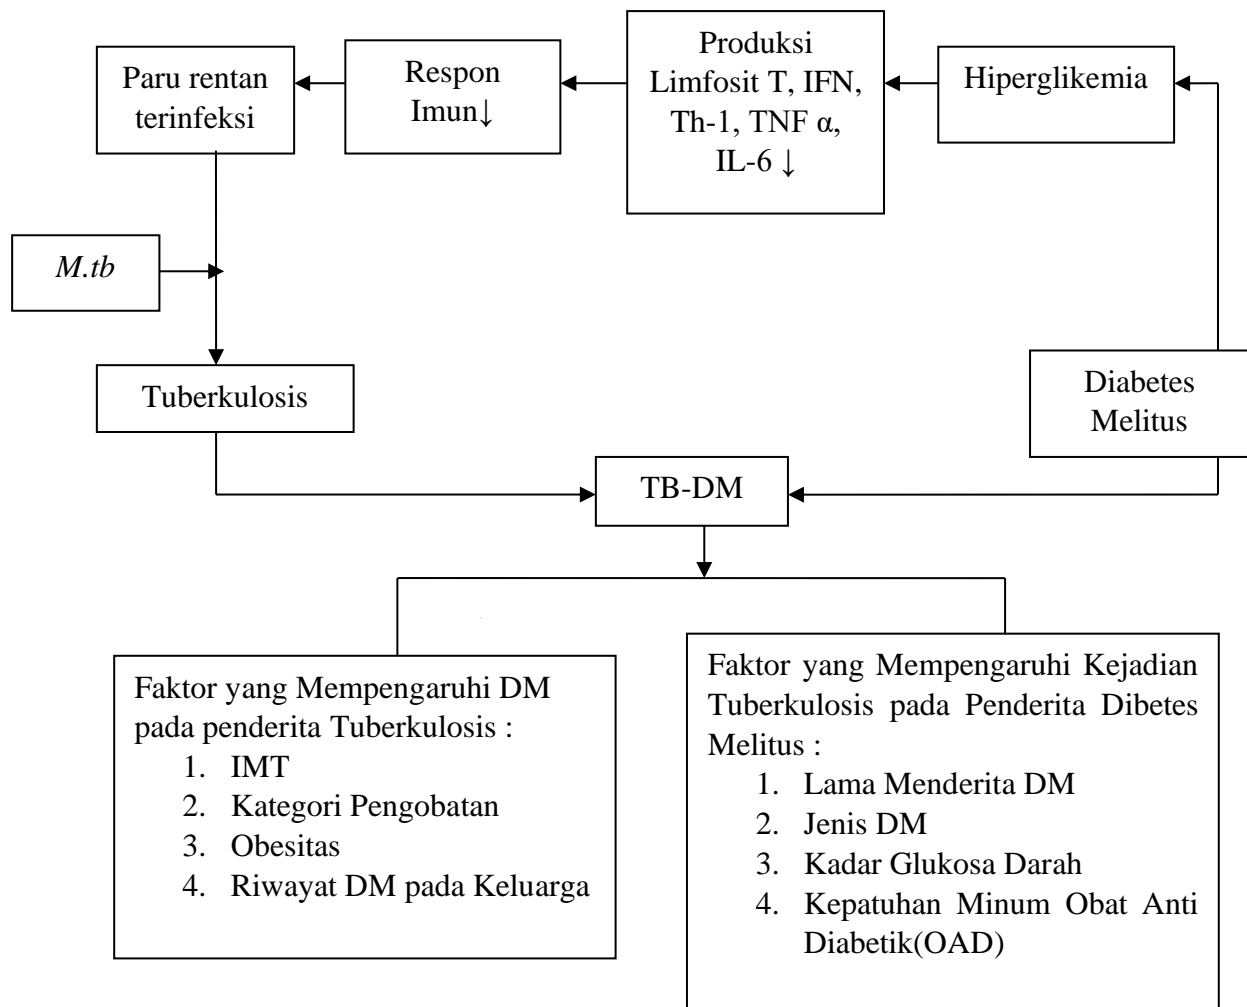 Paru rentan
terinfeksi
Respon
Imun↓
Produksi
Limfosit T, IFN,
Th-1, TNF α,
IL-6 ↓
Hiperglikemia
M.tb
Tuberkulosis
Diabetes
Melitus
TB-DM
Faktor yang Mempengaruhi DM
pada penderita Tuberkulosis :
1. IMT
2. Kategori Pengobatan
3. Obesitas
4. Riwayat DM pada Keluarga
Faktor yang Mempengaruhi Kejadian
Tuberkulosis pada Penderita Dibetes
Melitus :
1. Lama Menderita DM
2. Jenis DM
3. Kadar Glukosa Darah
4. Kepatuhan Minum Obat Anti
Diabetik(OAD)